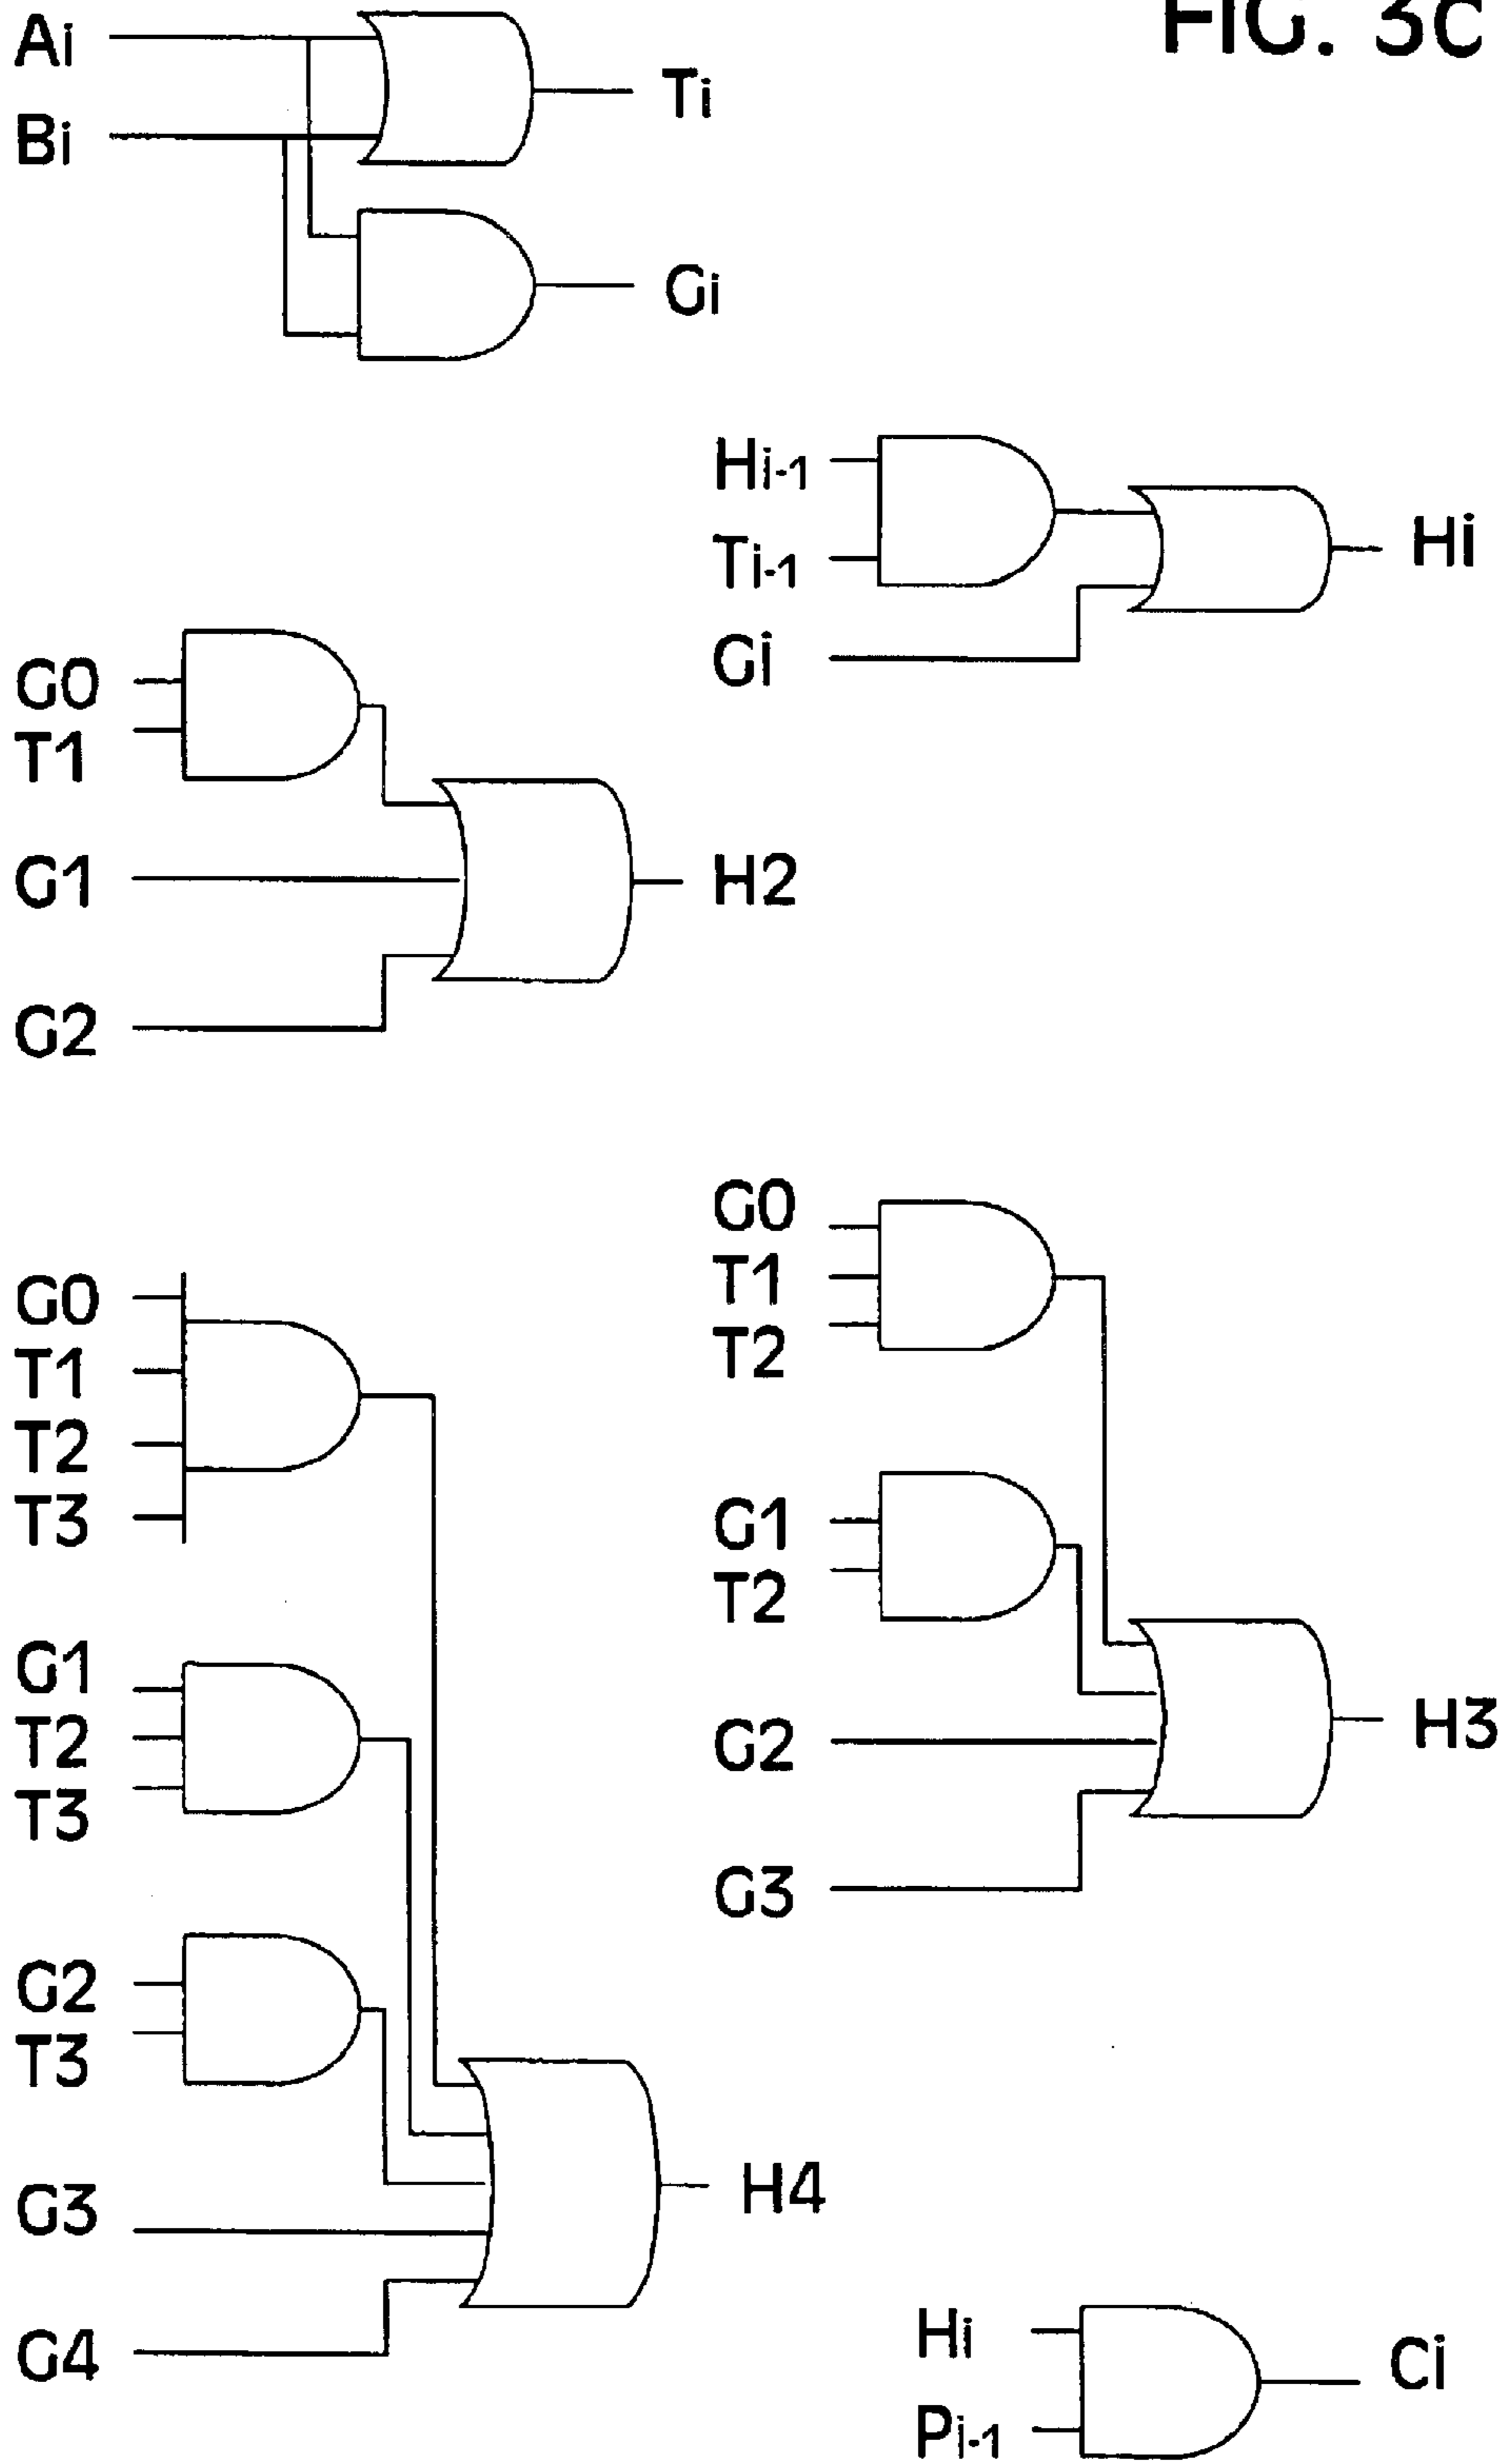 FIG. 3C
Ai
Bi
Ti
Gi
Hi-1
Ti-1
Gi
Hi
G0
T1
G1
G2
H2
G0
T1
T2
G1
T2
G2
G3
H3
G0
T1
T2
T3
G1
T2
T3
G2
T3
G3
G4
H4
Hi
Pi-1
Ci